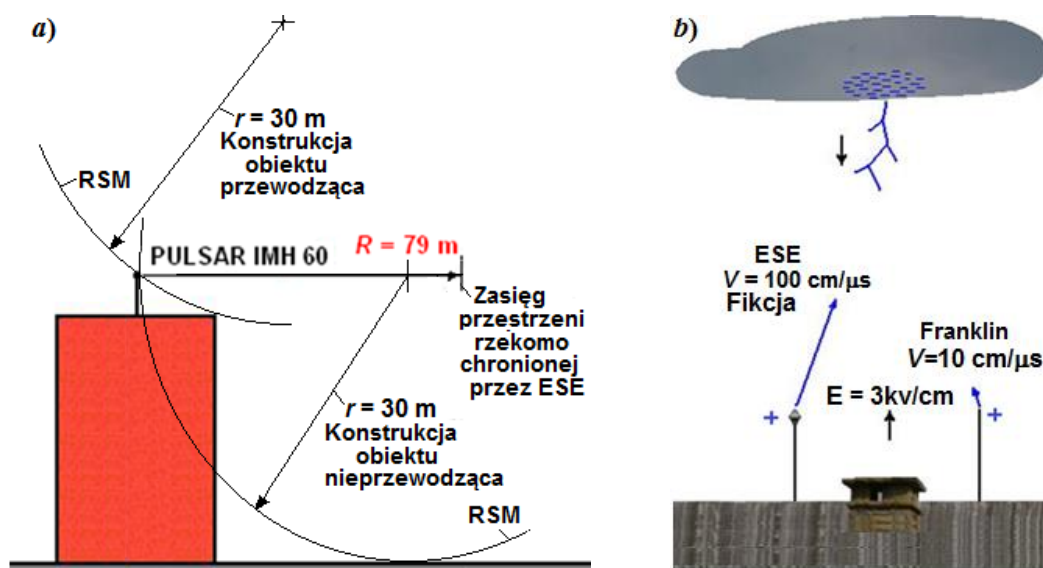 a)
r = 30 m
Konstrukcja
obiektu
przewodząca
RSM
PULSAR IMH 60
R = 79 m
Zasięg
przestrzeni
rzekomo
chronionej
przez ESE
r = 30 m
Konstrukcja
obiektu
nieprzewodząca
RSM
b)
ESE
V = 100 cm/µs
Fikcja
Franklin
V=10 cm/µs
+
E = 3kv/cm
+